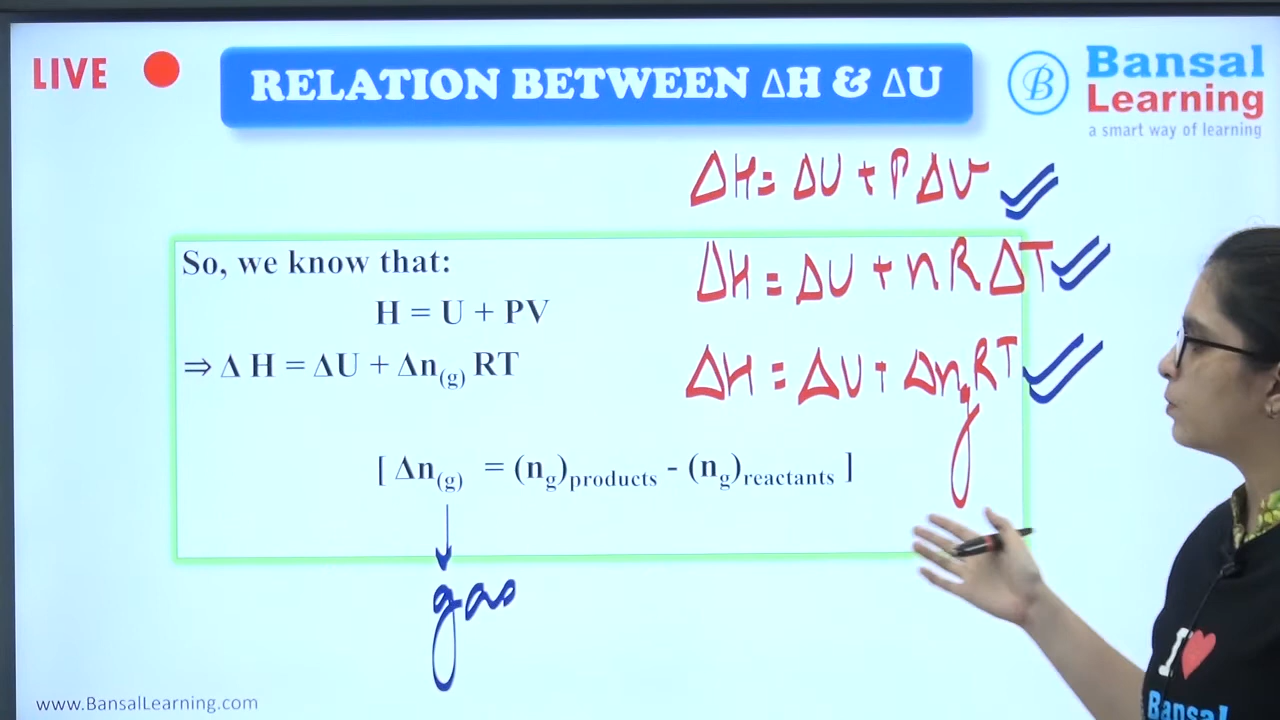 LIVE
RELATION BETWEEN ΔH & ΔU
B
Bansal
Learning
a smart way of learning
ΔH = ΔU + PΔV
So, we know that:
H = U + PV
ΔH = ΔU + nRΔT
⇒ Δ H = ΔU + Δn(g) RT
ΔH = ΔU + ΔngRT
[ Δn(g) = (ng)products - (ng)reactants ]
gas
I ❤
Bansal
www.BansalLearning.com